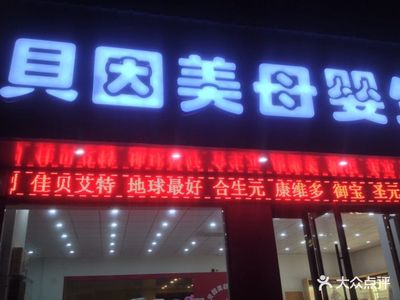 贝因美母婴生
佳贝艾特 地球最好 合生元 康维多 御宝 圣元
大众点评